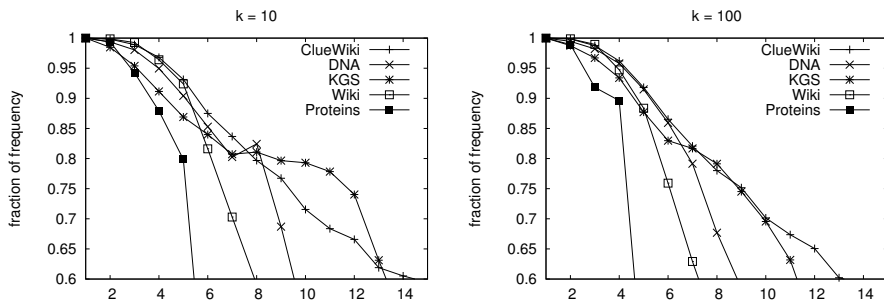 k = 10
fraction of frequency
1
0.95
0.9
0.85
0.8
0.75
0.7
0.65
0.6
2 4 6 8 10 12 14
ClueWiki
DNA
KGS
Wiki
Proteins
k = 100
fraction of frequency
1
0.95
0.9
0.85
0.8
0.75
0.7
0.65
0.6
2 4 6 8 10 12 14
ClueWiki
DNA
KGS
Wiki
Proteins